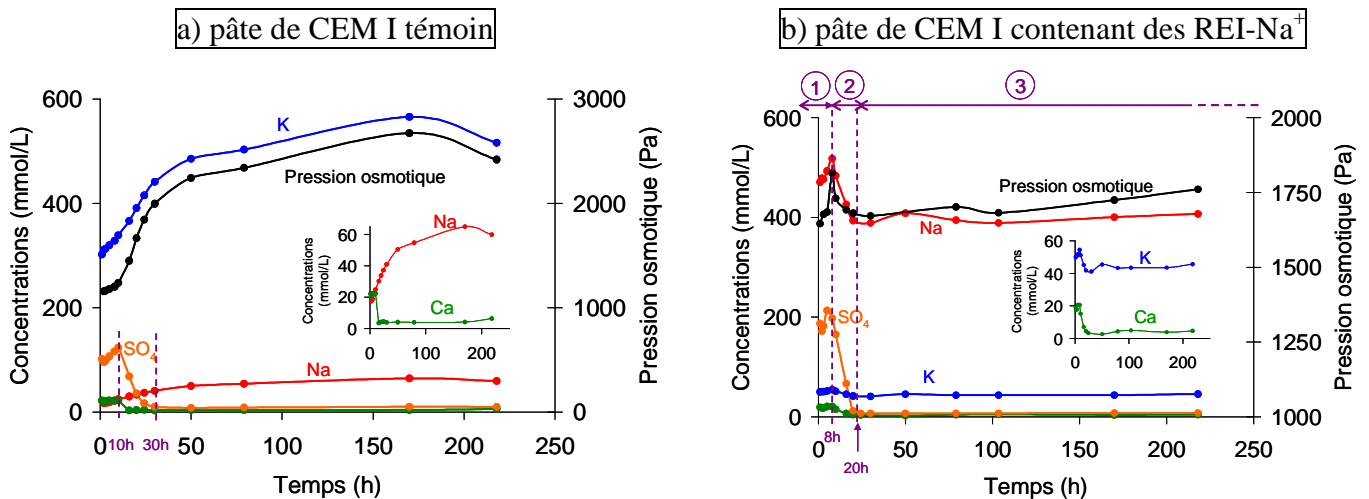 a) pâte de CEM I témoin
Concentrations (mmol/L)
600
400
200
0
3000
2000
1000
0
Pression osmotique (Pa)
K
Pression osmotique
SO4
Na
10h
30h
0
50
100
150
200
250
Temps (h)
Concentrations
(mmol/L)
60
40
20
0
Na
Ca
0
100
200
b) pâte de CEM I contenant des REI-Na+
1
2
3
Concentrations (mmol/L)
600
400
200
0
2000
1750
1500
1250
1000
Pression osmotique (Pa)
Pression osmotique
Na
SO4
K
0
50
100
150
200
250
8h
20h
Temps (h)
Concentrations
(mmol/L)
60
40
20
0
K
Ca
0
100
200